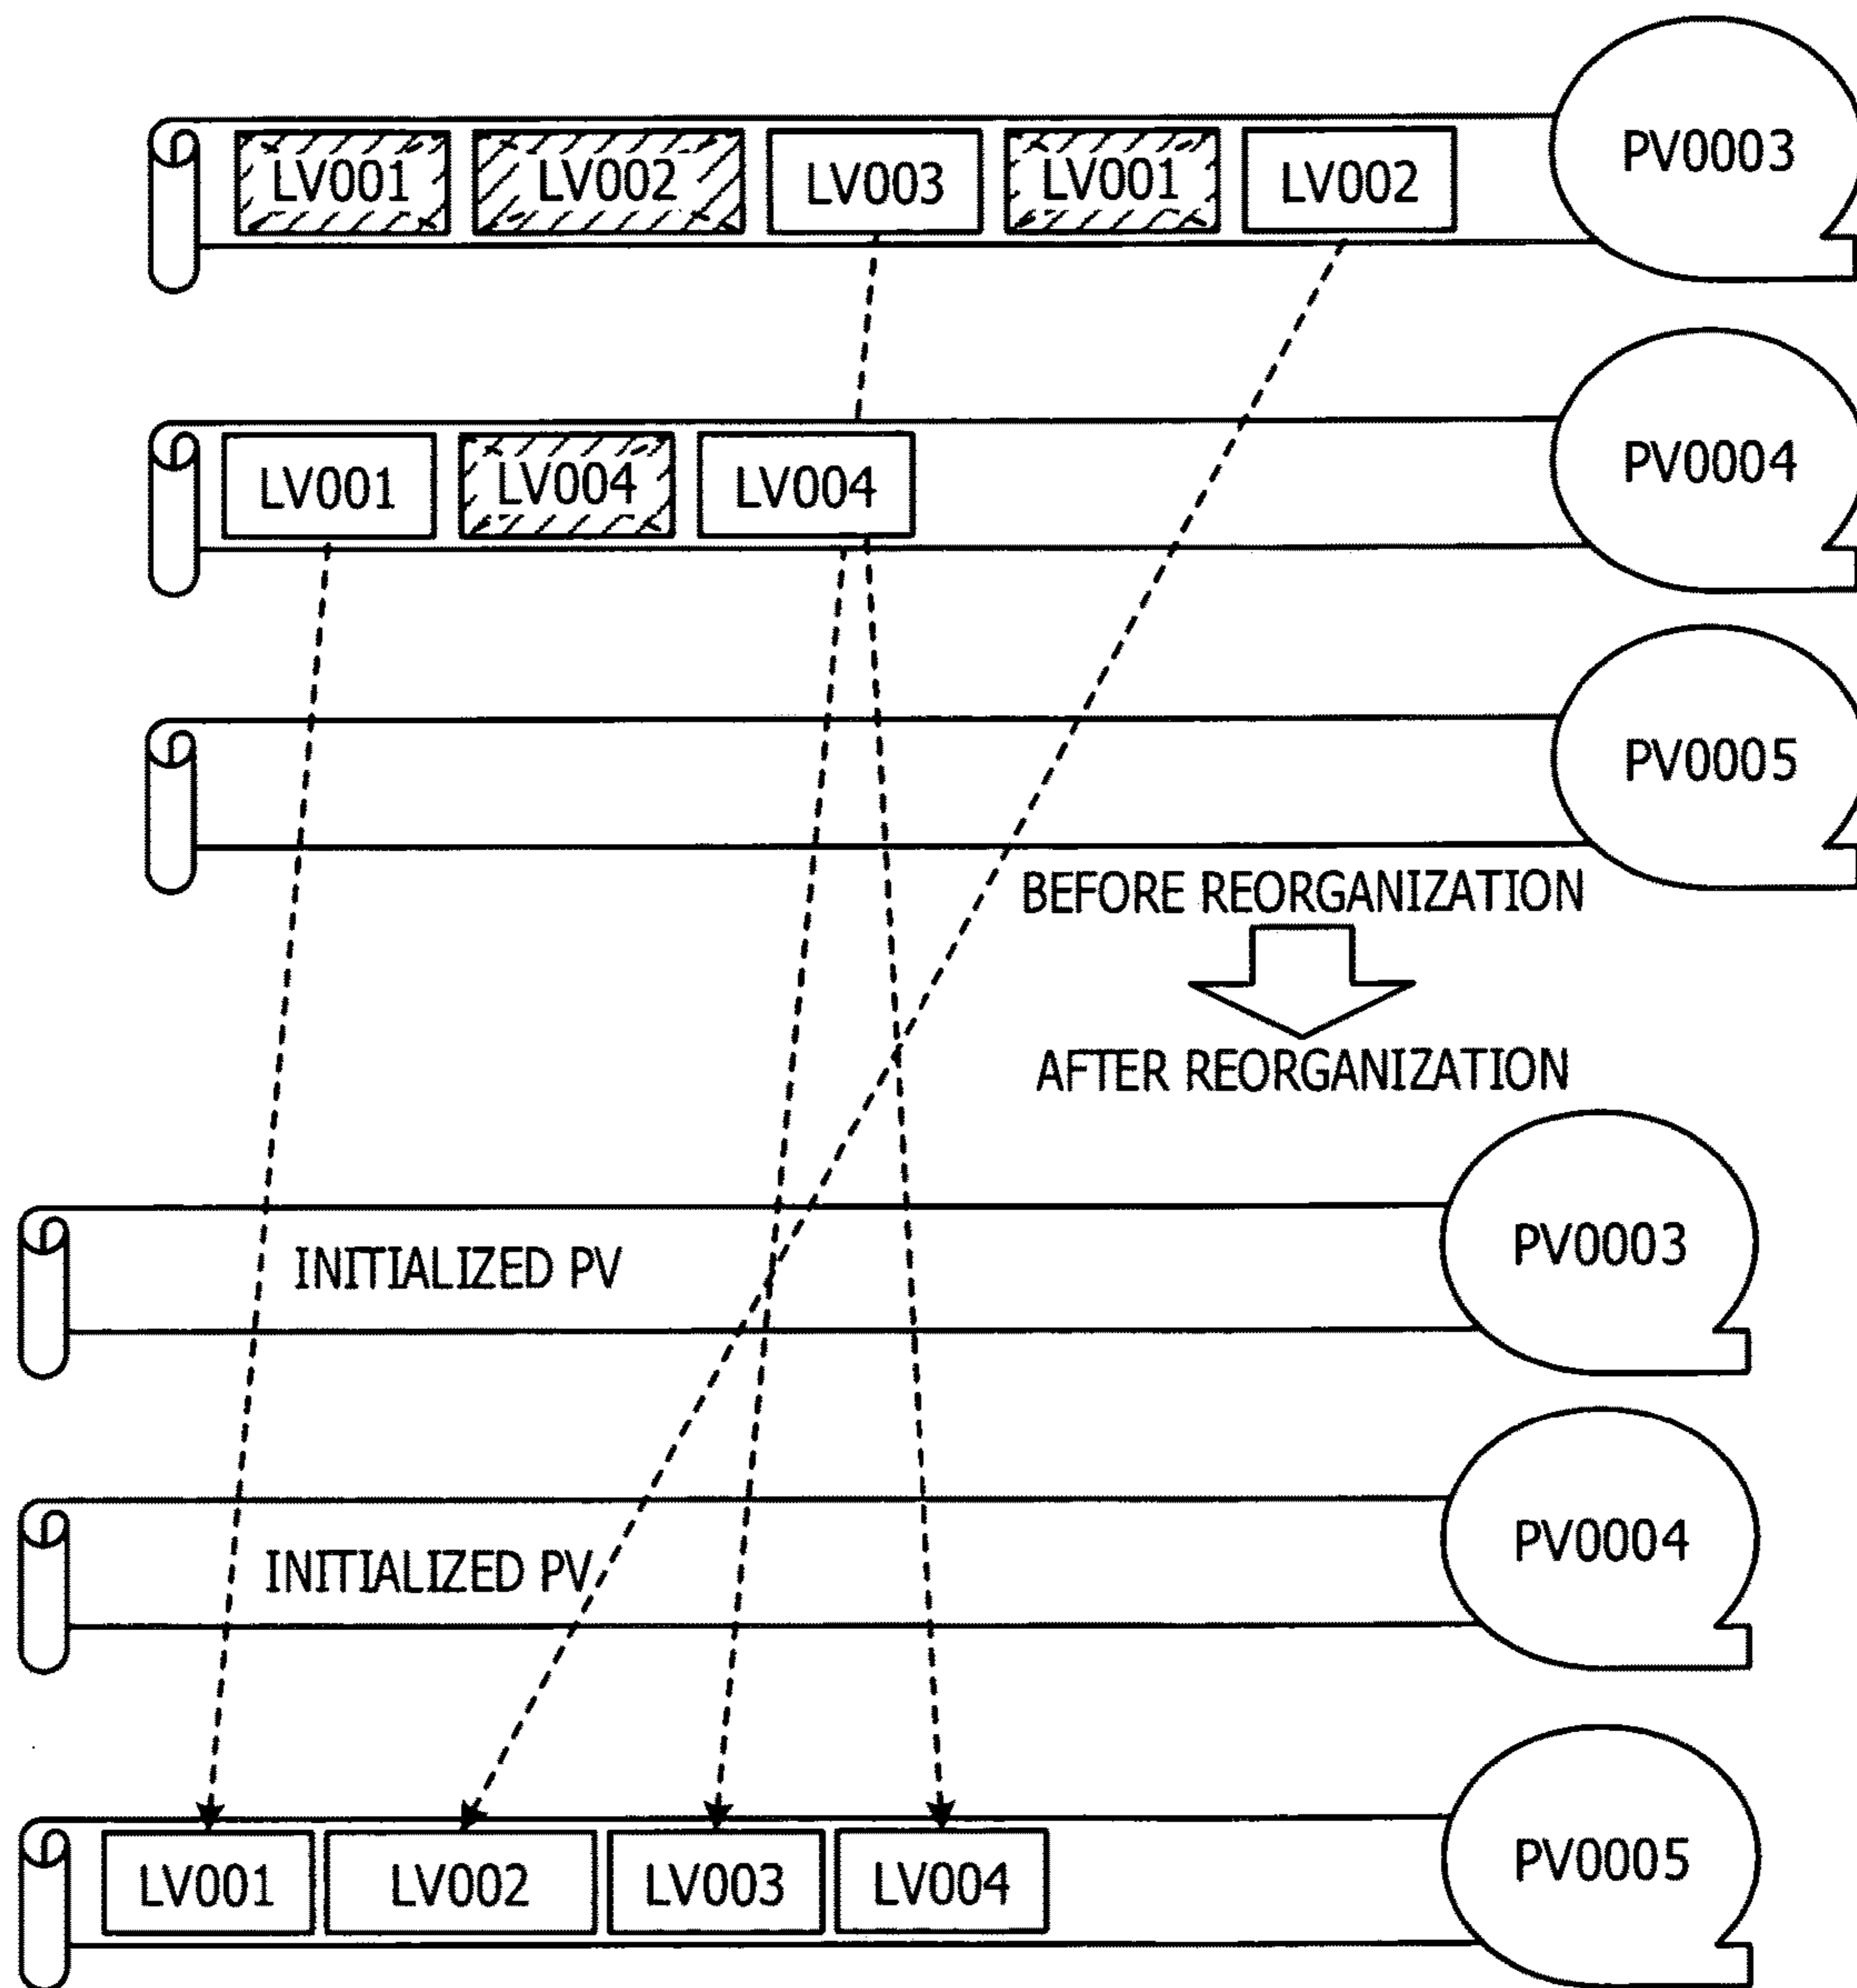 LV001 LV002 LV003 LV001 LV002 PV0003
LV001 LV004 LV004 PV0004
PV0005
BEFORE REORGANIZATION
AFTER REORGANIZATION
INITIALIZED PV PV0003
INITIALIZED PV PV0004
LV001 LV002 LV003 LV004 PV0005